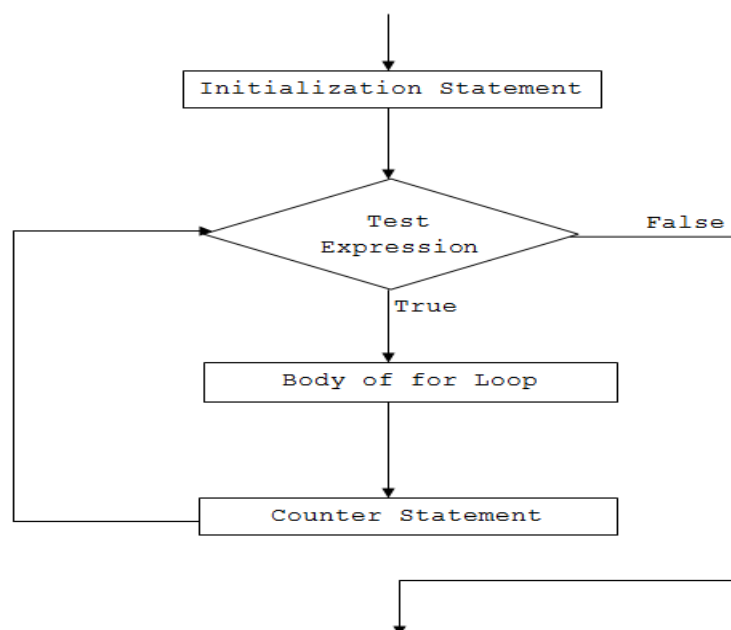 Initialization Statement
Test
Expression
False
True
Body of for Loop
Counter Statement